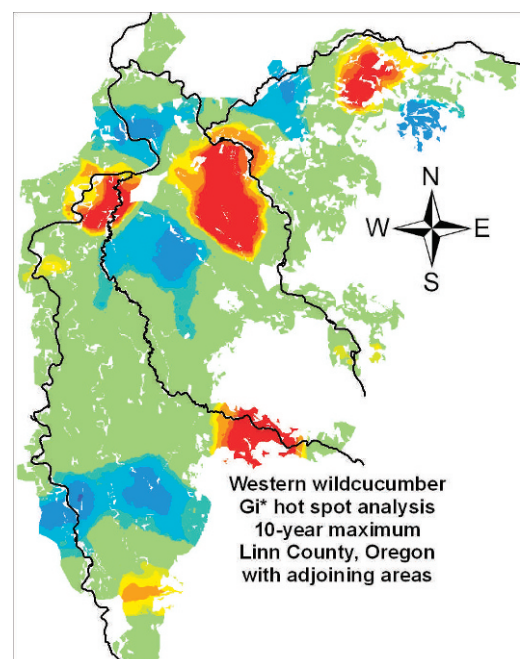 N
W E
S
Western wildcucumber
Gi* hot spot analysis
10-year maximum
Linn County, Oregon
with adjoining areas